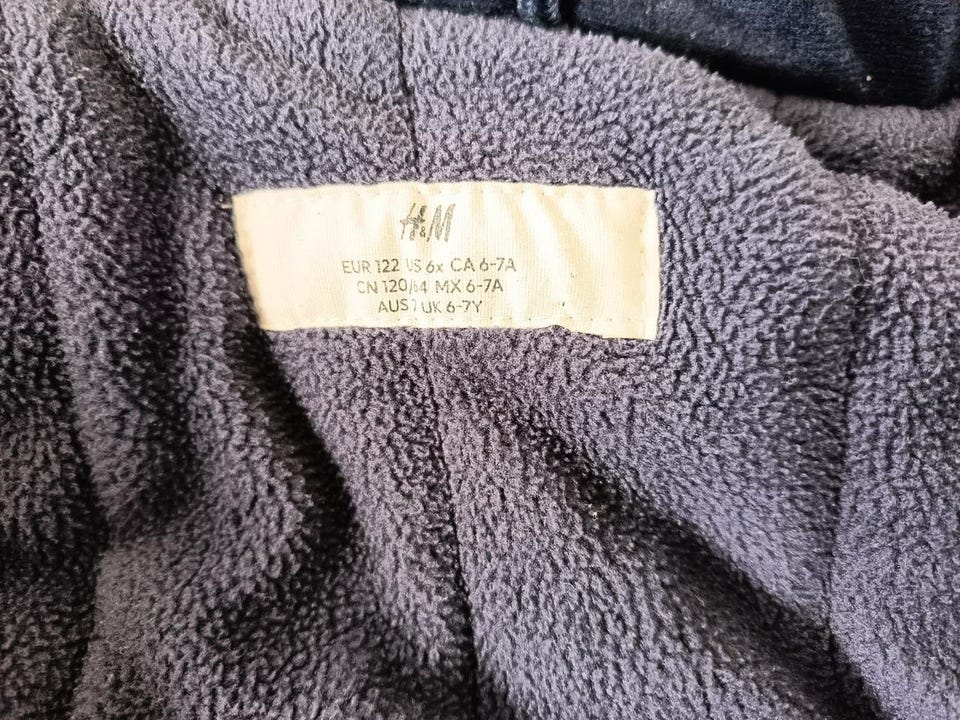 H&M
EUR 122 US 6x CA 6-7A
CN 120/64 MX 6-7A
AUS 7 UK 6-7Y